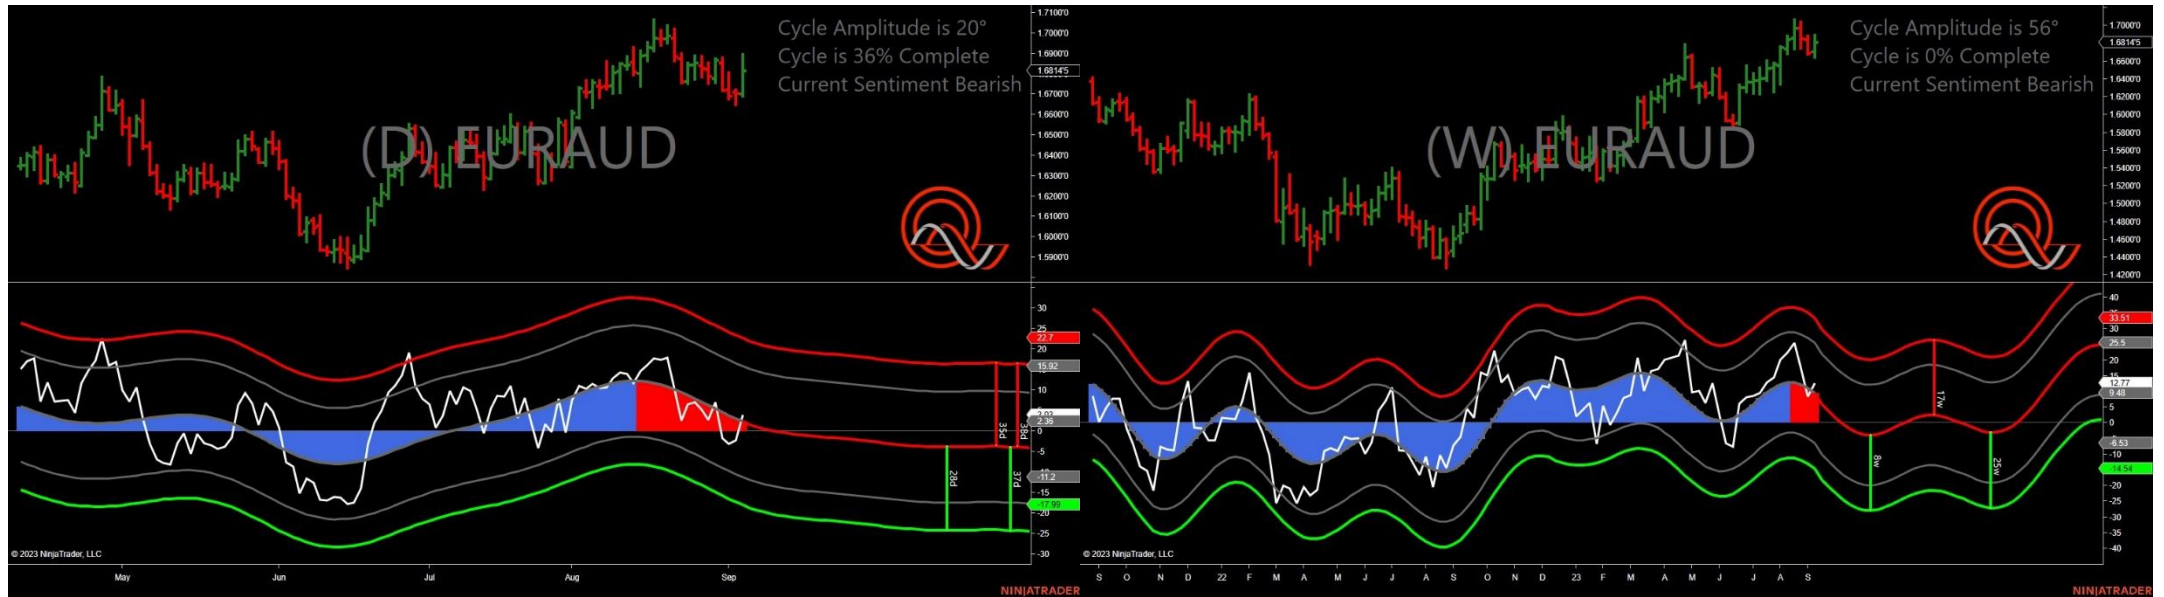 Cycle Amplitude is 20°
Cycle is 36% Complete
Current Sentiment Bearish
(D) EURAUD
1.7100'0
1.7000'0
1.6900'0
1.6814'5
1.6700'0
1.6500'0
1.6400'0
1.6300'0
1.6100'0
1.6000'0
1.5900'0
30
25
22.7
20
15.92
10
2.36
0
-5
-11.2
-15
-17.99
-20
-25
-30
35d
38d
28d
37d
© 2023 NinjaTrader, LLC
May
Jun
Jul
Aug
Sep
NINJATRADER
Cycle Amplitude is 56°
Cycle is 0% Complete
Current Sentiment Bearish
(W) EURAUD
1.7000'0
1.6814'5
1.6600'0
1.6400'0
1.6200'0
1.6000'0
1.5800'0
1.5600'0
1.5400'0
1.5200'0
1.5000'0
1.4800'0
1.4600'0
1.4400'0
1.4200'0
40
33.51
30
25.5
20
15
12.77
9.48
5
0
-6.53
-10
-14.54
-20
-25
-30
-35
-40
17w
8w
25w
© 2023 NinjaTrader, LLC
S O N D 22 F M A M J J A S O N D 23 F M A M J J A S
NINJATRADER